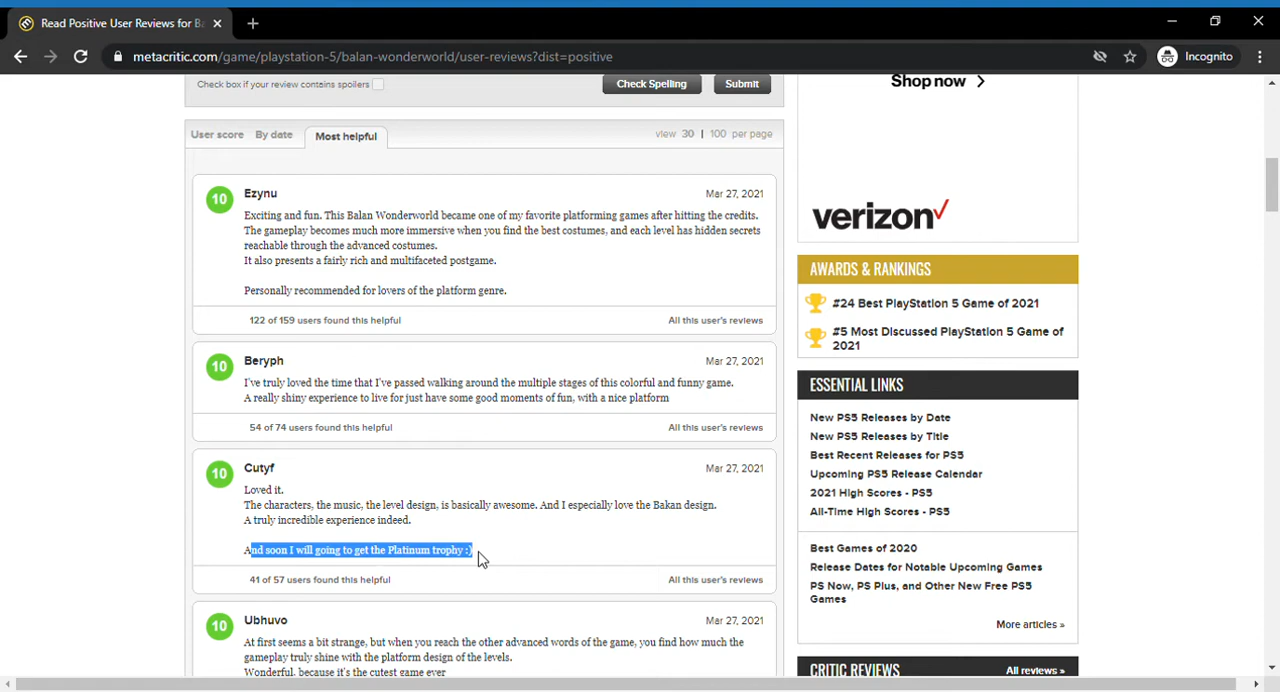 Read Positive User Reviews for Ba
metacritic.com/game/playstation-5/balan-wonderworld/user-reviews?dist=positive
Incognito
Check box if your review contains spoilers
Check Spelling
Submit
User score
By date
Most helpful
view 30 | 100 per page
10
Ezynu
Mar 27, 2021
Exciting and fun. This Balan Wonderworld became one of my favorite platforming games after hitting the credits.
The gameplay becomes much more immersive when you find the best costumes, and each level has hidden secrets
reachable through the advanced costumes.
It also presents a fairly rich and multifaceted postgame.
Personally recommended for lovers of the platform genre.
122 of 159 users found this helpful
All this user's reviews
10
Beryph
Mar 27, 2021
I've truly loved the time that I've passed walking around the multiple stages of this colorful and funny game.
A really shiny experience to live for just have some good moments of fun, with a nice platform
54 of 74 users found this helpful
All this user's reviews
10
Cutyf
Mar 27, 2021
Loved it.
The characters, the music, the level design, is basically awesome. And I especially love the Bakan design.
A truly incredible experience indeed.
And soon I will going to get the Platinum trophy :)
41 of 57 users found this helpful
All this user's reviews
10
Ubhuvo
Mar 27, 2021
At first seems a bit strange, but when you reach the other advanced words of the game, you find how much the
gameplay truly shine with the platform design of the levels.
Wonderful, because it's the cutest game ever
Shop now
verizon
AWARDS & RANKINGS
#24 Best PlayStation 5 Game of 2021
#5 Most Discussed PlayStation 5 Game of
2021
ESSENTIAL LINKS
New PS5 Releases by Date
New PS5 Releases by Title
Best Recent Releases for PS5
Upcoming PS5 Release Calendar
2021 High Scores - PS5
All-Time High Scores - PS5
Best Games of 2020
Release Dates for Notable Upcoming Games
PS Now, PS Plus, and Other New Free PS5
Games
More articles »
CRITIC REVIEWS
All reviews »